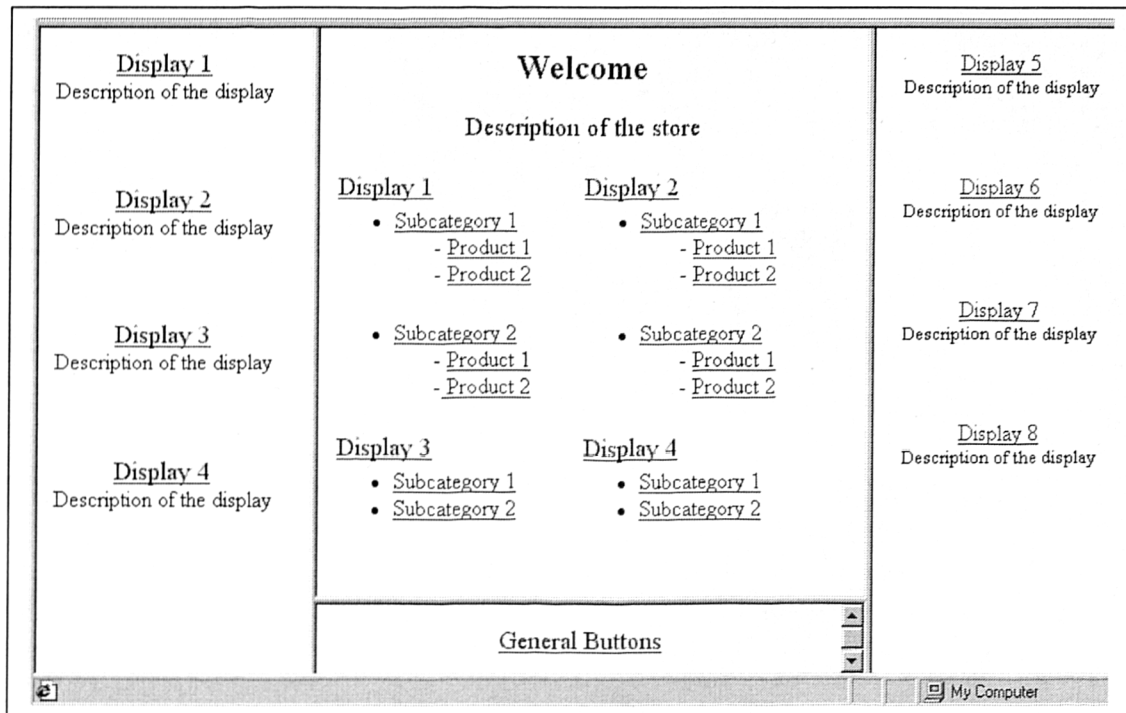 Display 1
Description of the display
Display 2
Description of the display
Display 3
Description of the display
Display 4
Description of the display
Welcome
Description of the store
Display 1
• Subcategory 1
- Product 1
- Product 2
• Subcategory 2
- Product 1
- Product 2
Display 2
• Subcategory 1
- Product 1
- Product 2
• Subcategory 2
- Product 1
- Product 2
Display 3
• Subcategory 1
• Subcategory 2
Display 4
• Subcategory 1
• Subcategory 2
General Buttons
Display 5
Description of the display
Display 6
Description of the display
Display 7
Description of the display
Display 8
Description of the display
My Computer